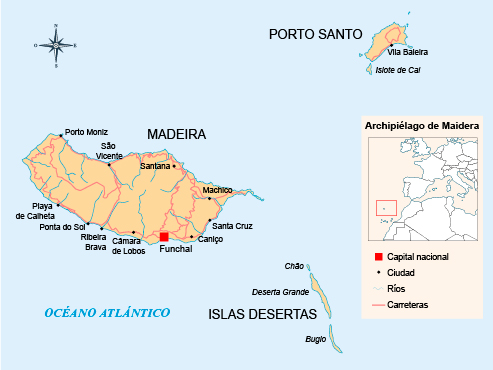 PORTO SANTO
Vila Baleira
Islote de Cal
Porto Moniz
São
Vicente
MADEIRA
Santana
Machico
Playa
de Calheta
Santa Cruz
Ponta do Sol
Ribeira
Brava
Câmara
de Lobos
Funchal
Caniço
Chão
Deserta Grande
ISLAS DESERTAS
Bugio
OCÉANO ATLÁNTICO
Archipiélago de Maidera
Capital nacional
Ciudad
Ríos
Carreteras